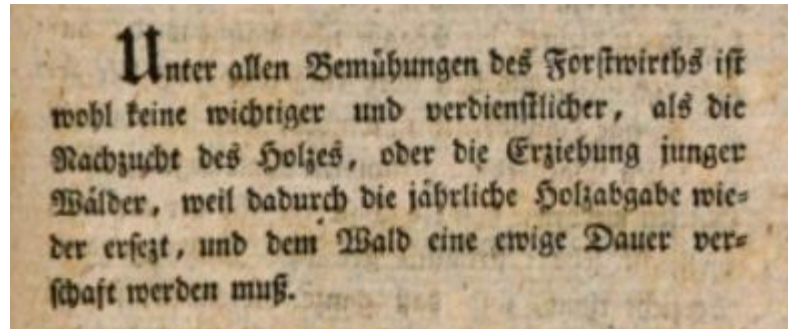 Unter allen Bemühungen des Forstwirths ist
wohl keine wichtiger und verdienstlicher, als die
Nachzucht des Holzes, oder die Erziehung junger
Wälder, weil dadurch die jährliche Holzabgabe wie-
der ersezt, und dem Wald eine ewige Dauer ver-
schaft werden muß.